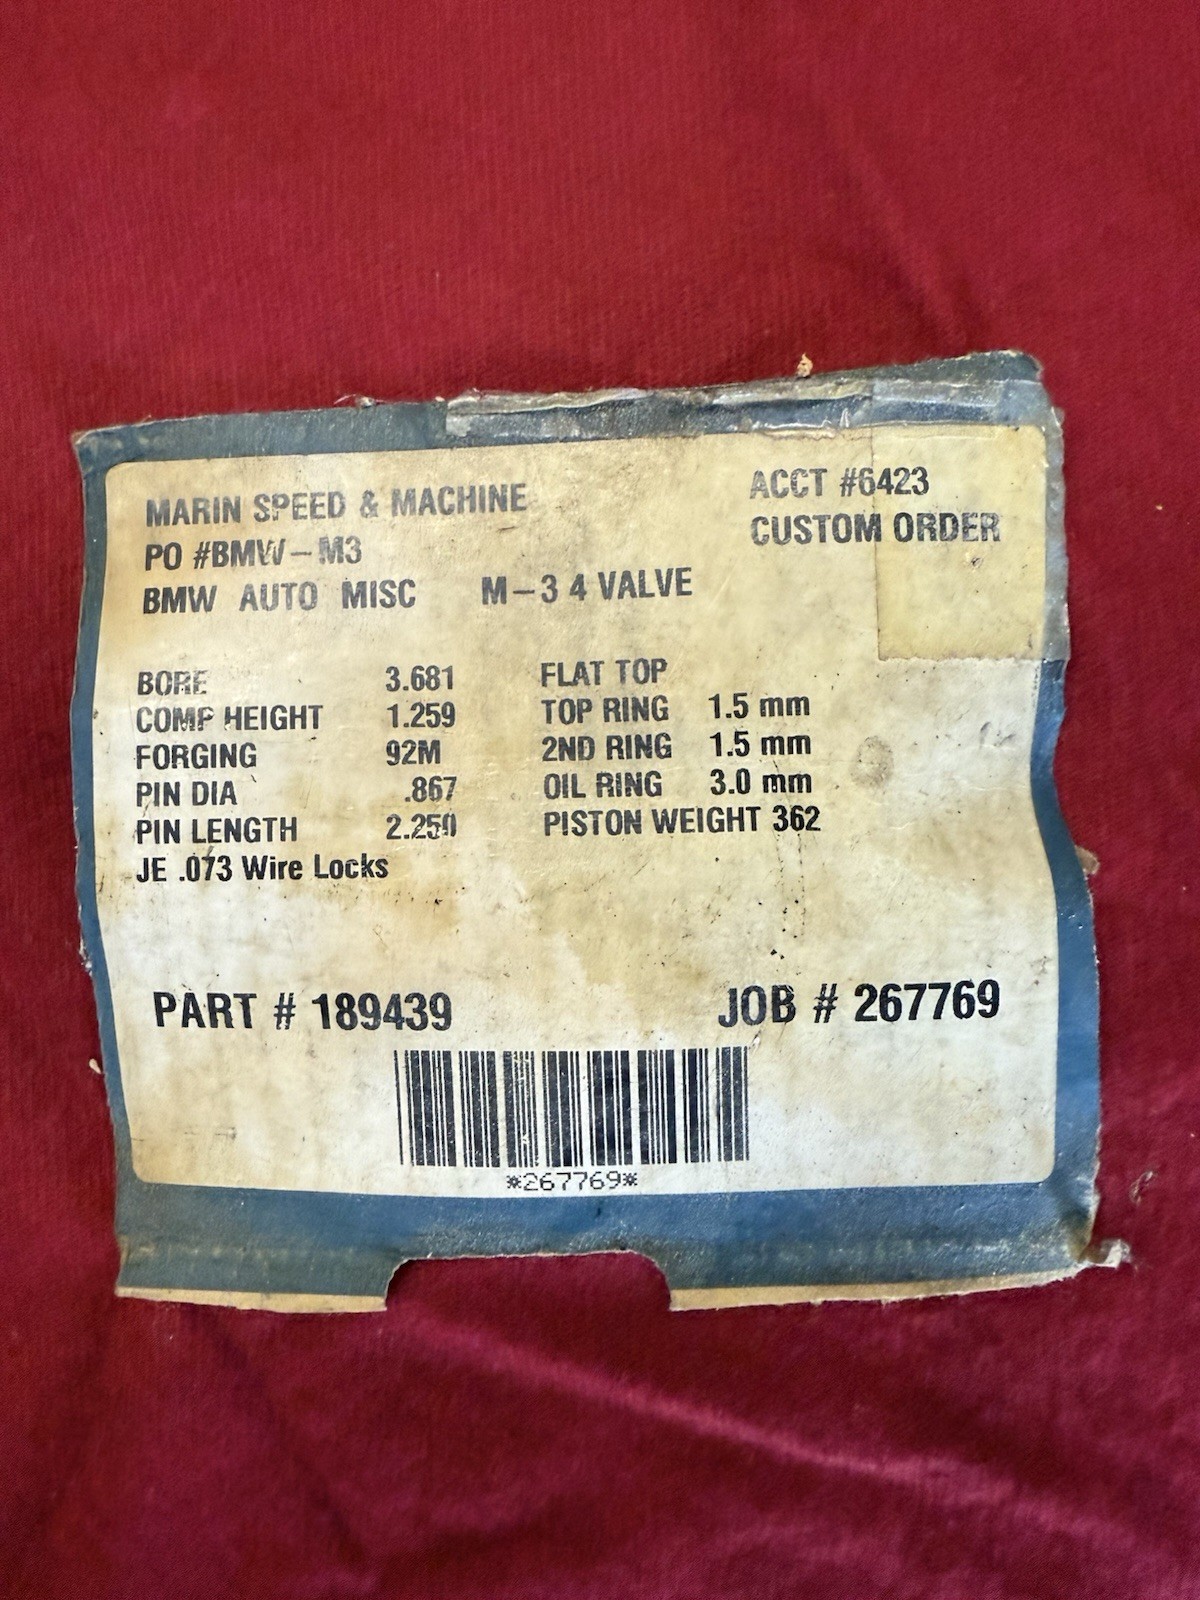 MARIN SPEED & MACHINE ACCT #6423
PO #BMW-M3 CUSTOM ORDER
BMW AUTO MISC M-3 4 VALVE
BORE 3.681 FLAT TOP
COMP HEIGHT 1.259 TOP RING 1.5 mm
FORGING 92M 2ND RING 1.5 mm
PIN DIA .867 OIL RING 3.0 mm
PIN LENGTH 2.250 PISTON WEIGHT 362
JE .073 Wire Locks
PART # 189439 JOB # 267769
*267769*